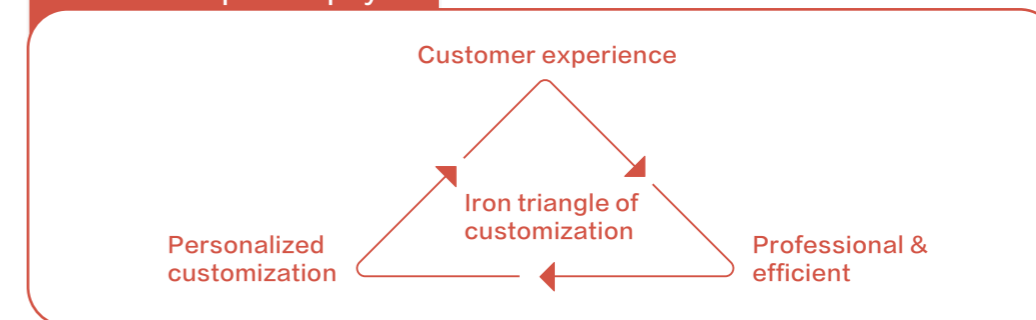 Customer experience
Iron triangle of
customization
Personalized
customization
Professional &
efficient